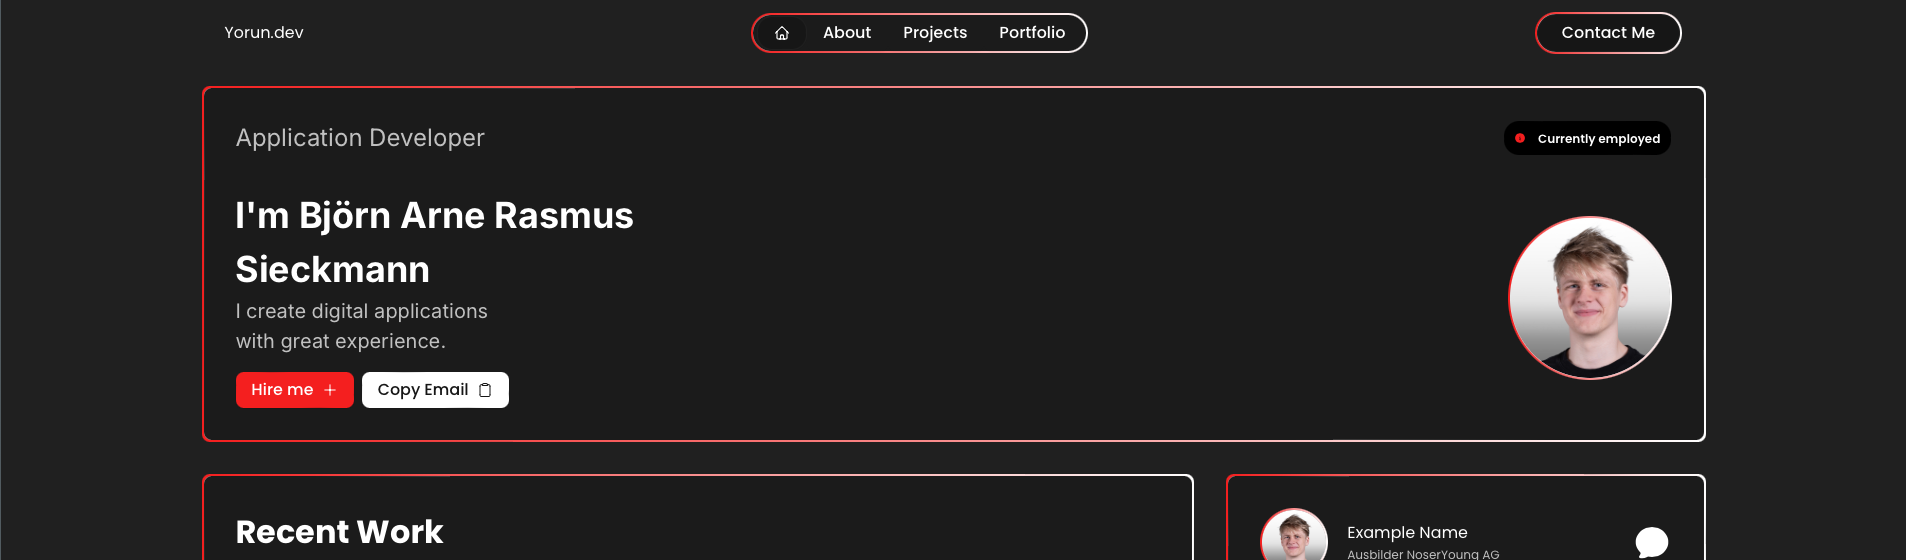 Yorun.dev
About Projects Portfolio
Contact Me
Application Developer
Currently employed
I'm Björn Arne Rasmus
Sieckmann
I create digital applications
with great experience.
Hire me
Copy Email
Recent Work
Example Name
Ausbilder NoserYoung AG